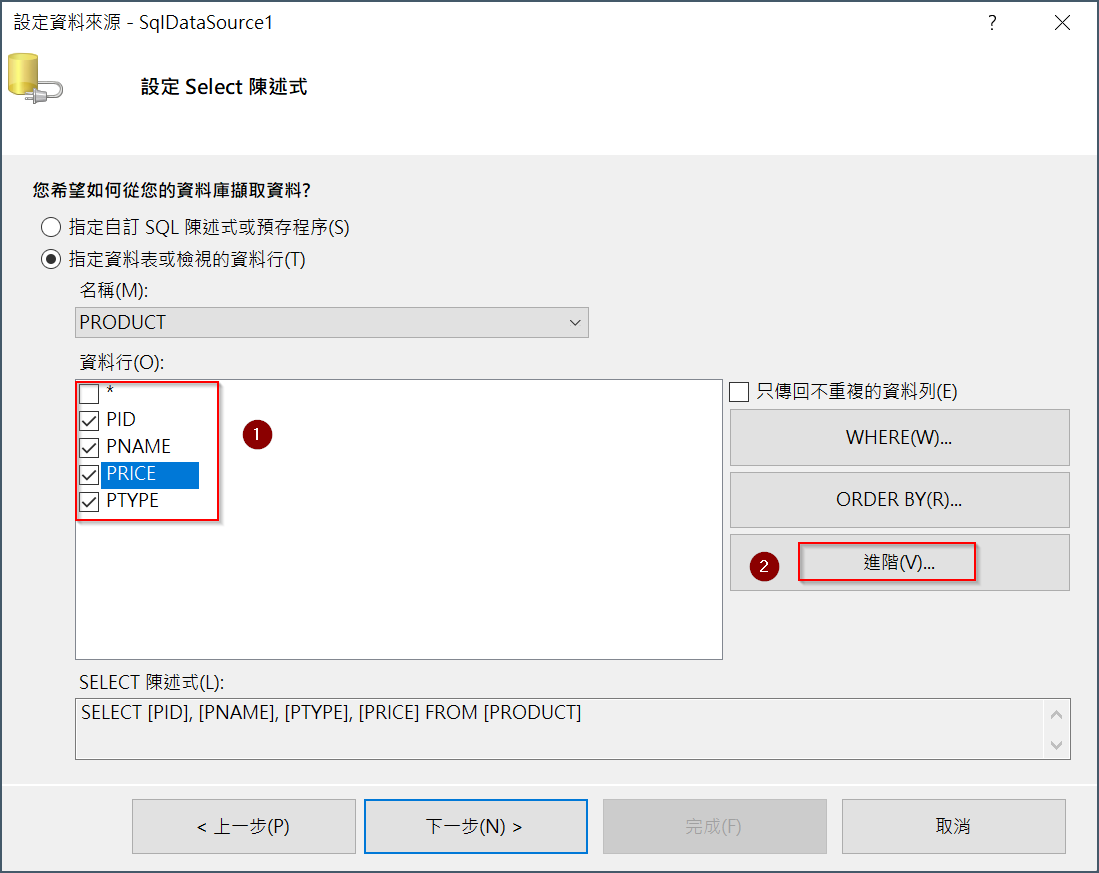 設定資料來源 - SqlDataSource1
?
設定 Select 陳述式
您希望如何從您的資料庫擷取資料?
指定自訂 SQL 陳述式或預存程序(S)
指定資料表或檢視的資料行(T)
名稱(M):
PRODUCT
資料行(O):
*
PID
PNAME
PRICE
PTYPE
1
只傳回不重複的資料列(E)
WHERE(W)...
ORDER BY(R)...
2
進階(V)...
SELECT 陳述式(L):
SELECT [PID], [PNAME], [PTYPE], [PRICE] FROM [PRODUCT]
< 上一步(P)
下一步(N) >
完成(F)
取消